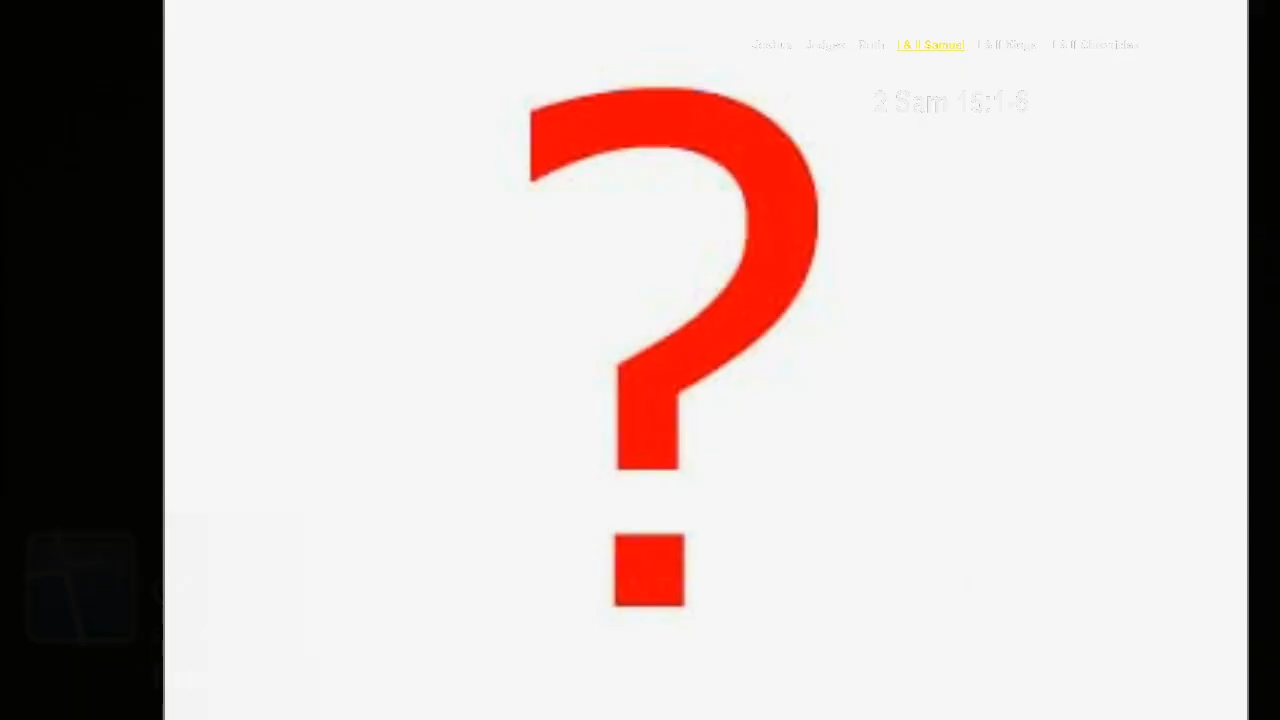 Joshua Judges Ruth I & II Samuel I & II Kings I & II Chronicles
2 Sam 15:1-6
?